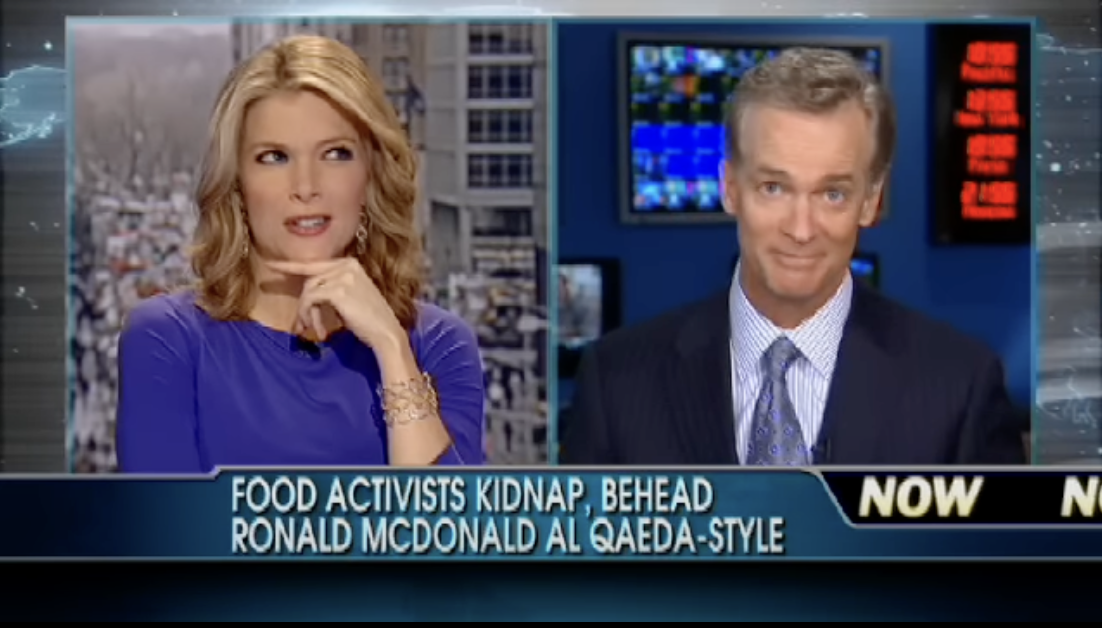 FOOD ACTIVISTS KIDNAP, BEHEAD
RONALD MCDONALD AL QAEDA-STYLE
NOW